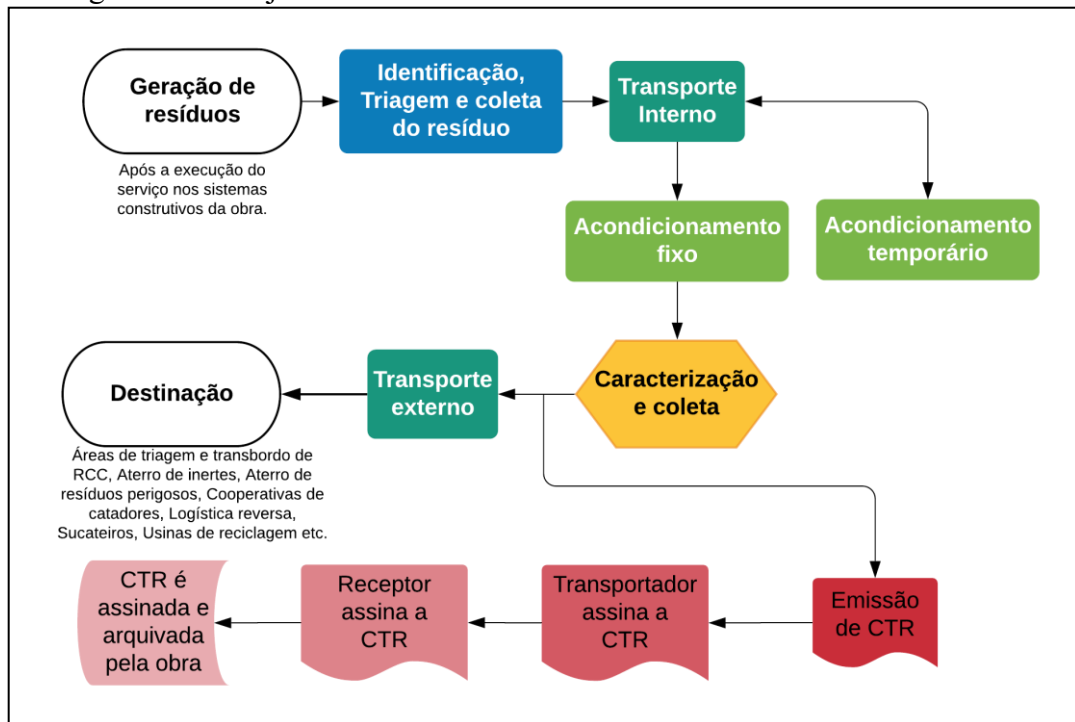 Geração de
resíduos
Após a execução do
serviço nos sistemas
construtivos da obra.
Identificação,
Triagem e coleta
do resíduo
Transporte
Interno
Acondicionamento
fixo
Acondicionamento
temporário
Caracterização
e coleta
Transporte
externo
Destinação
Áreas de triagem e transbordo de
RCC, Aterro de inertes, Aterro de
resíduos perigosos, Cooperativas de
catadores, Logística reversa,
Sucateiros, Usinas de reciclagem etc.
Emissão
de CTR
Transportador
assina a
CTR
Receptor
assina a
CTR
CTR é
assinada e
arquivada
pela obra